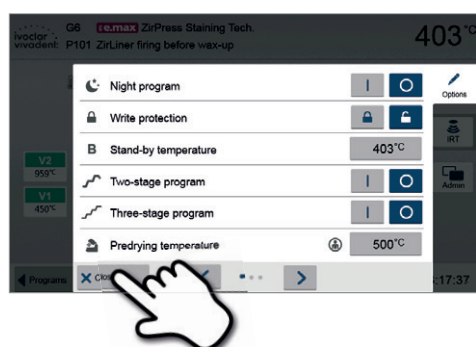 ivoclar vivadent:
G6 IPS e.max ZirPress Staining Tech.
P101 ZirLiner firing before wax-up
403°C
Night program I O
Options
Write protection
B Stand-by temperature 403°C
IRT
V2
959°C
Two-stage program I O
Admin
V1
450°C
Three-stage program I O
Predrying temperature 500°C
Programs
X Clos
:17:37